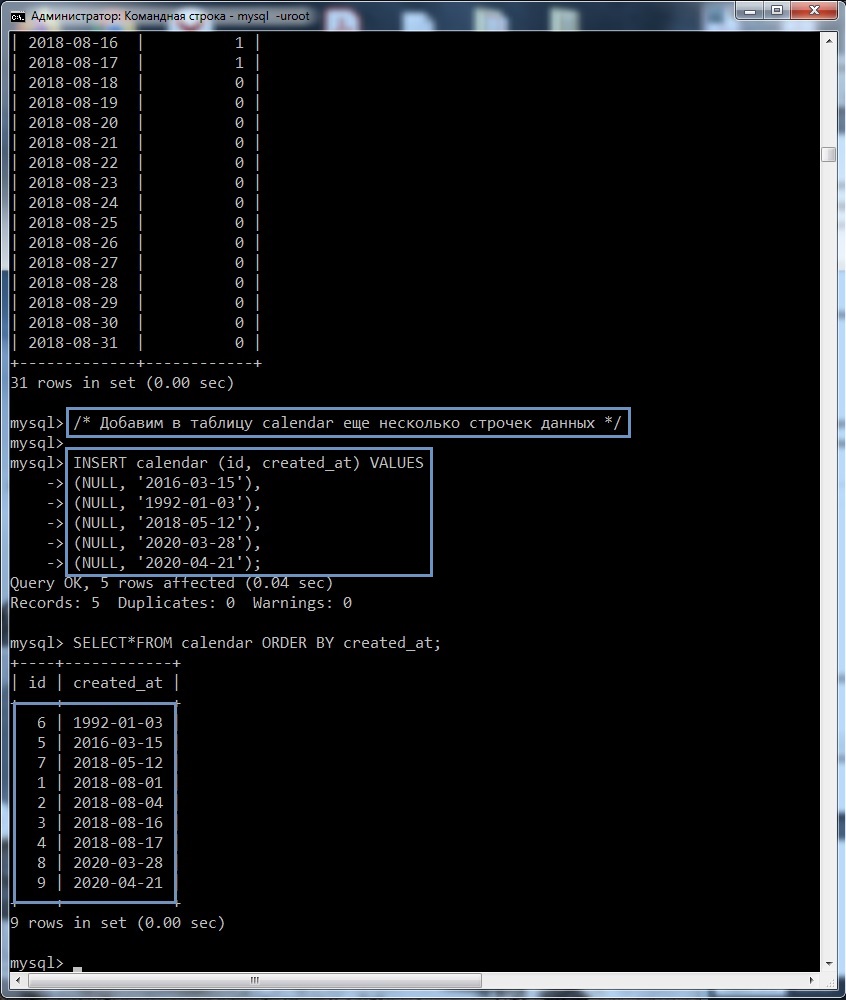 Администратор: Командная строка - mysql -uroot
| 2018-08-16 | 1 |
| 2018-08-17 | 1 |
| 2018-08-18 | 0 |
| 2018-08-19 | 0 |
| 2018-08-20 | 0 |
| 2018-08-21 | 0 |
| 2018-08-22 | 0 |
| 2018-08-23 | 0 |
| 2018-08-24 | 0 |
| 2018-08-25 | 0 |
| 2018-08-26 | 0 |
| 2018-08-27 | 0 |
| 2018-08-28 | 0 |
| 2018-08-29 | 0 |
| 2018-08-30 | 0 |
| 2018-08-31 | 0 |
+------------+------------+
31 rows in set (0.00 sec)
mysql> /* Добавим в таблицу calendar еще несколько строчек данных */
mysql>
mysql> INSERT calendar (id, created_at) VALUES
-> (NULL, '2016-03-15'),
-> (NULL, '1992-01-03'),
-> (NULL, '2018-05-12'),
-> (NULL, '2020-03-28'),
-> (NULL, '2020-04-21');
Query OK, 5 rows affected (0.04 sec)
Records: 5 Duplicates: 0 Warnings: 0
mysql> SELECT*FROM calendar ORDER BY created_at;
+----+------------+
| id | created_at |
6 | 1992-01-03
5 | 2016-03-15
7 | 2018-05-12
1 | 2018-08-01
2 | 2018-08-04
3 | 2018-08-16
4 | 2018-08-17
8 | 2020-03-28
9 | 2020-04-21
9 rows in set (0.00 sec)
mysql>